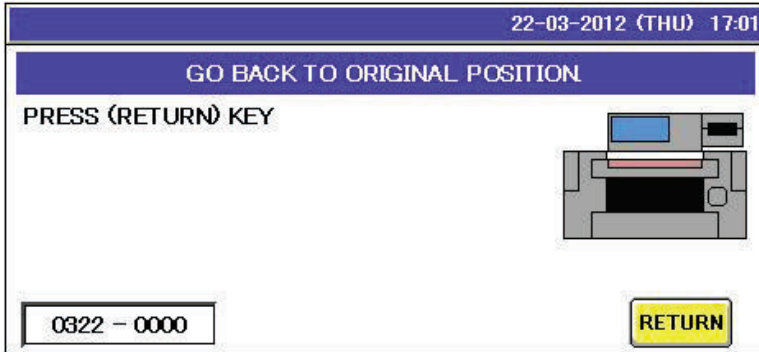 22-03-2012 (THU) 17:01
GO BACK TO ORIGINAL POSITION.
PRESS (RETURN) KEY
0322 - 0000
RETURN